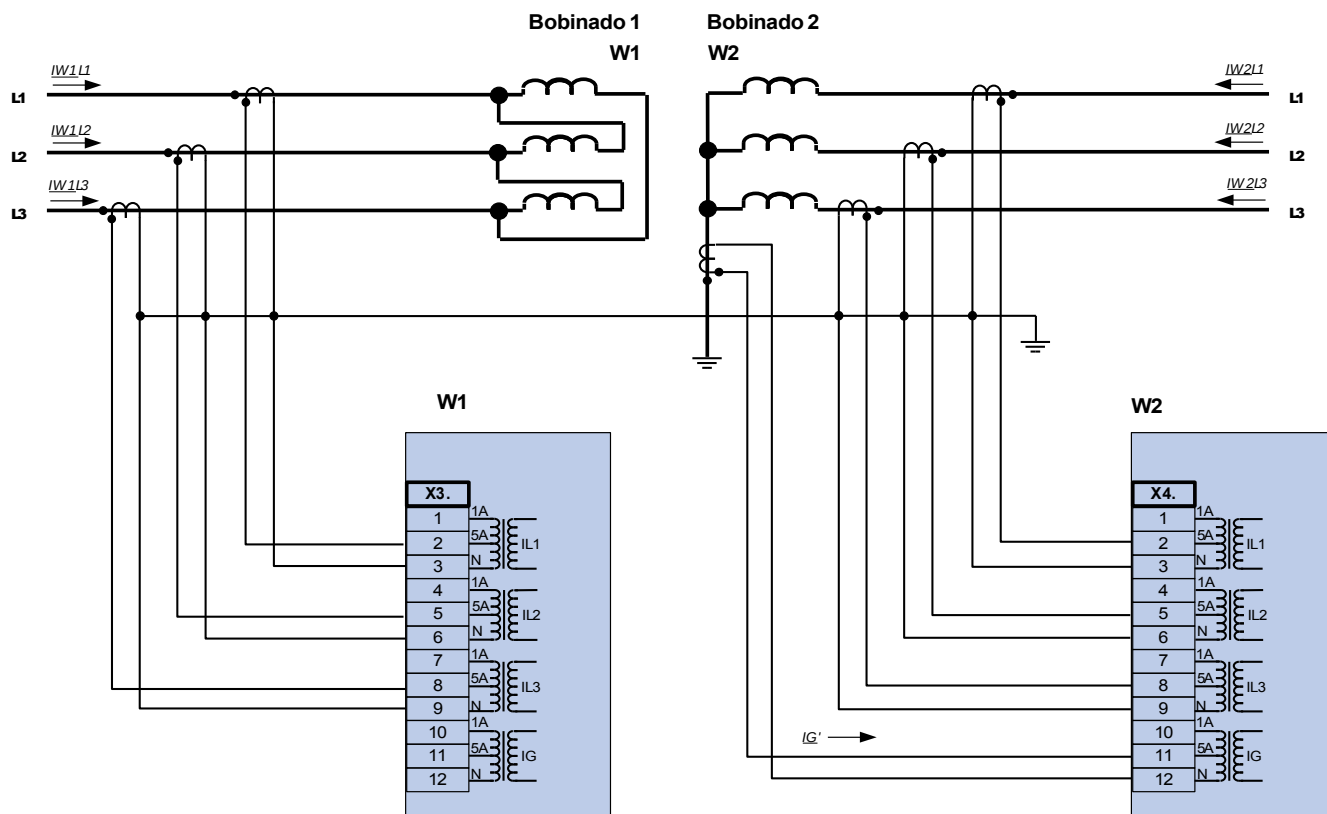 Bobinado 1
W1
Bobinado 2
W2
IW1L1
L1
IW1L2
L2
IW1L3
L3
IW2L1
L1
IW2L2
L2
IW2L3
L3
W1
X3.
1 1A
2 5A IL1
3 N
4 1A
5 5A IL2
6 N
7 1A
8 5A IL3
9 N
10 1A
11 5A IG
12 N
IG'
W2
X4.
1 1A
2 5A IL1
3 N
4 1A
5 5A IL2
6 N
7 1A
8 5A IL3
9 N
10 1A
11 5A IG
12 N